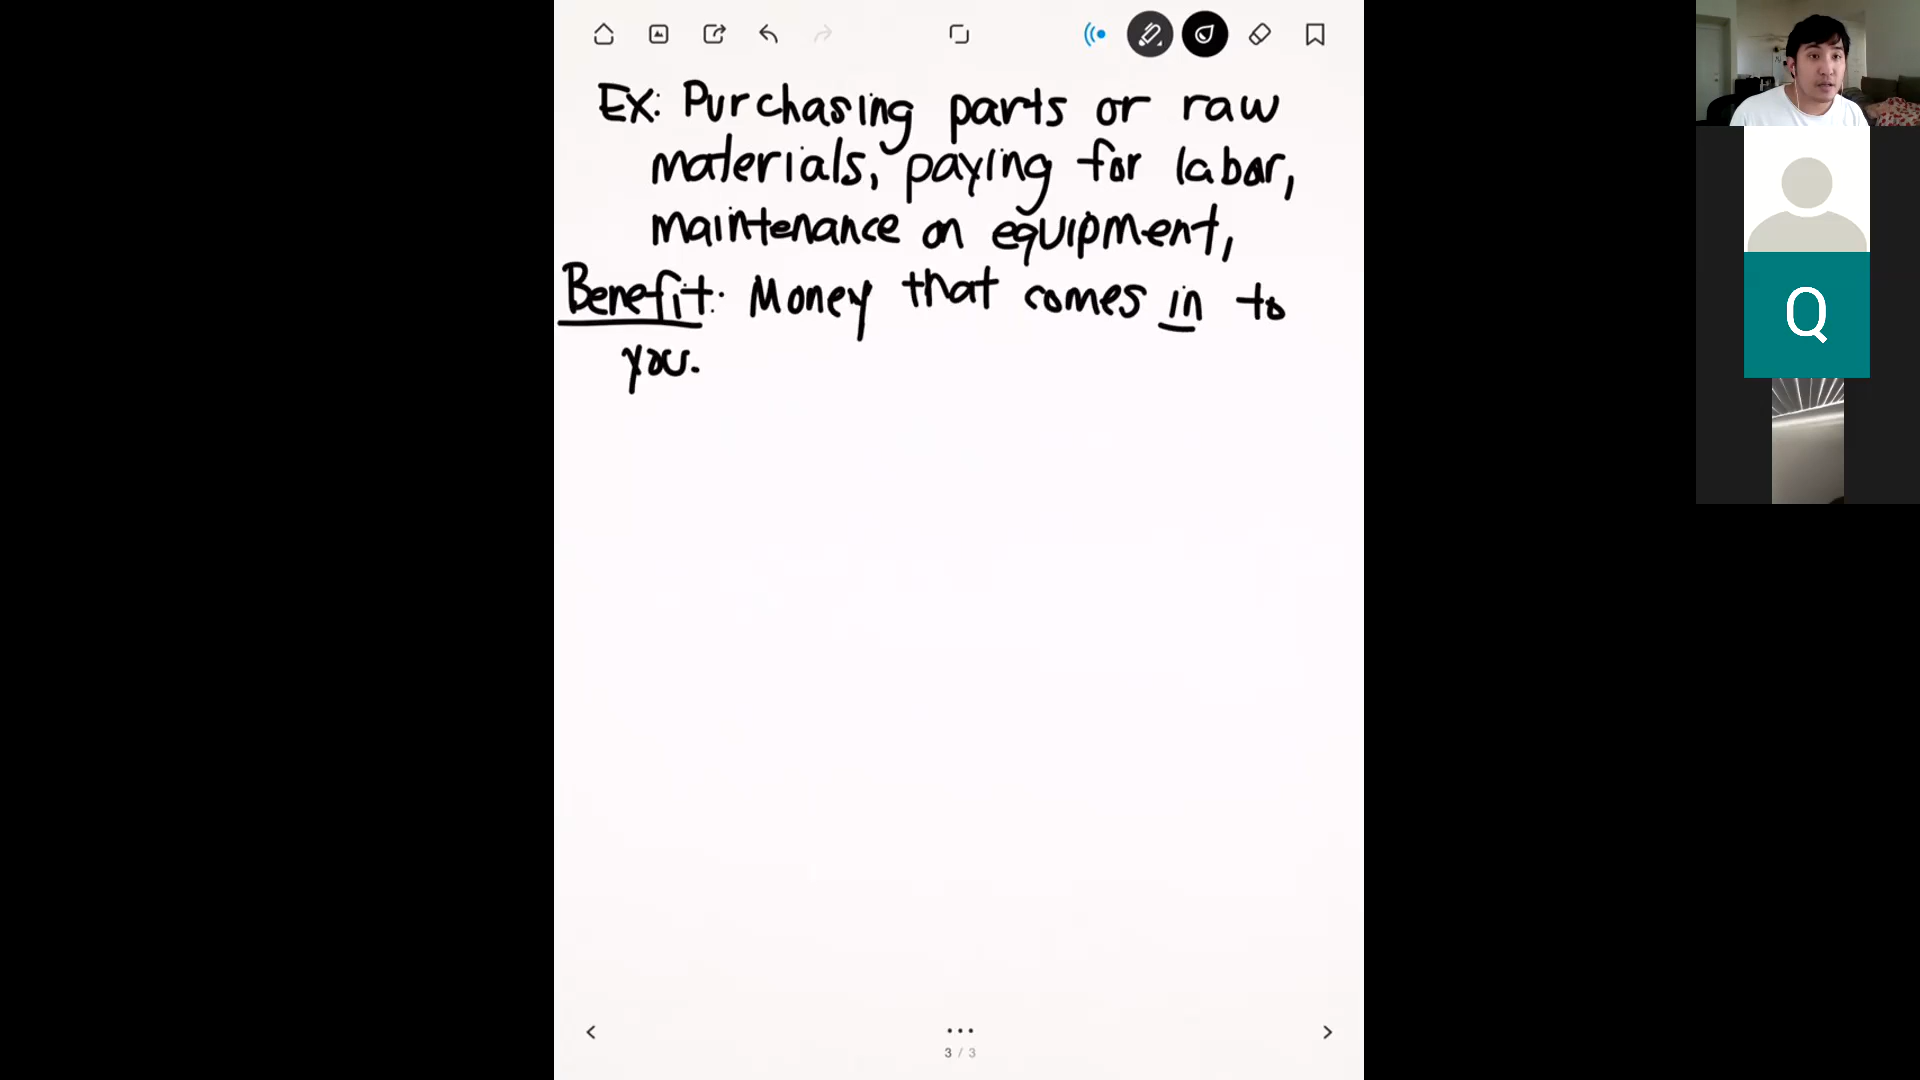 Ex: Purchasing parts or raw
materials, paying for labor,
maintenance on equipment,
Benefit: Money that comes in to
you.
Q
3 / 3